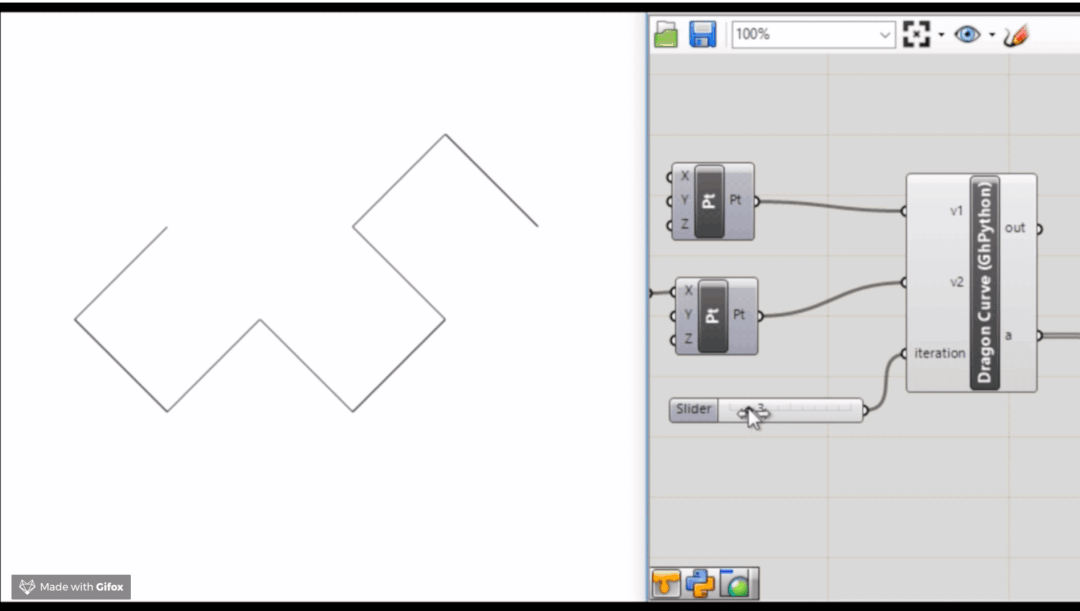 100%
X
Y
Z
Pt
Pt
v1
out
X
Y
Z
Pt
Pt
v2
a
iteration
Dragon Curve (GhPython)
Slider
3
Made with Gifox